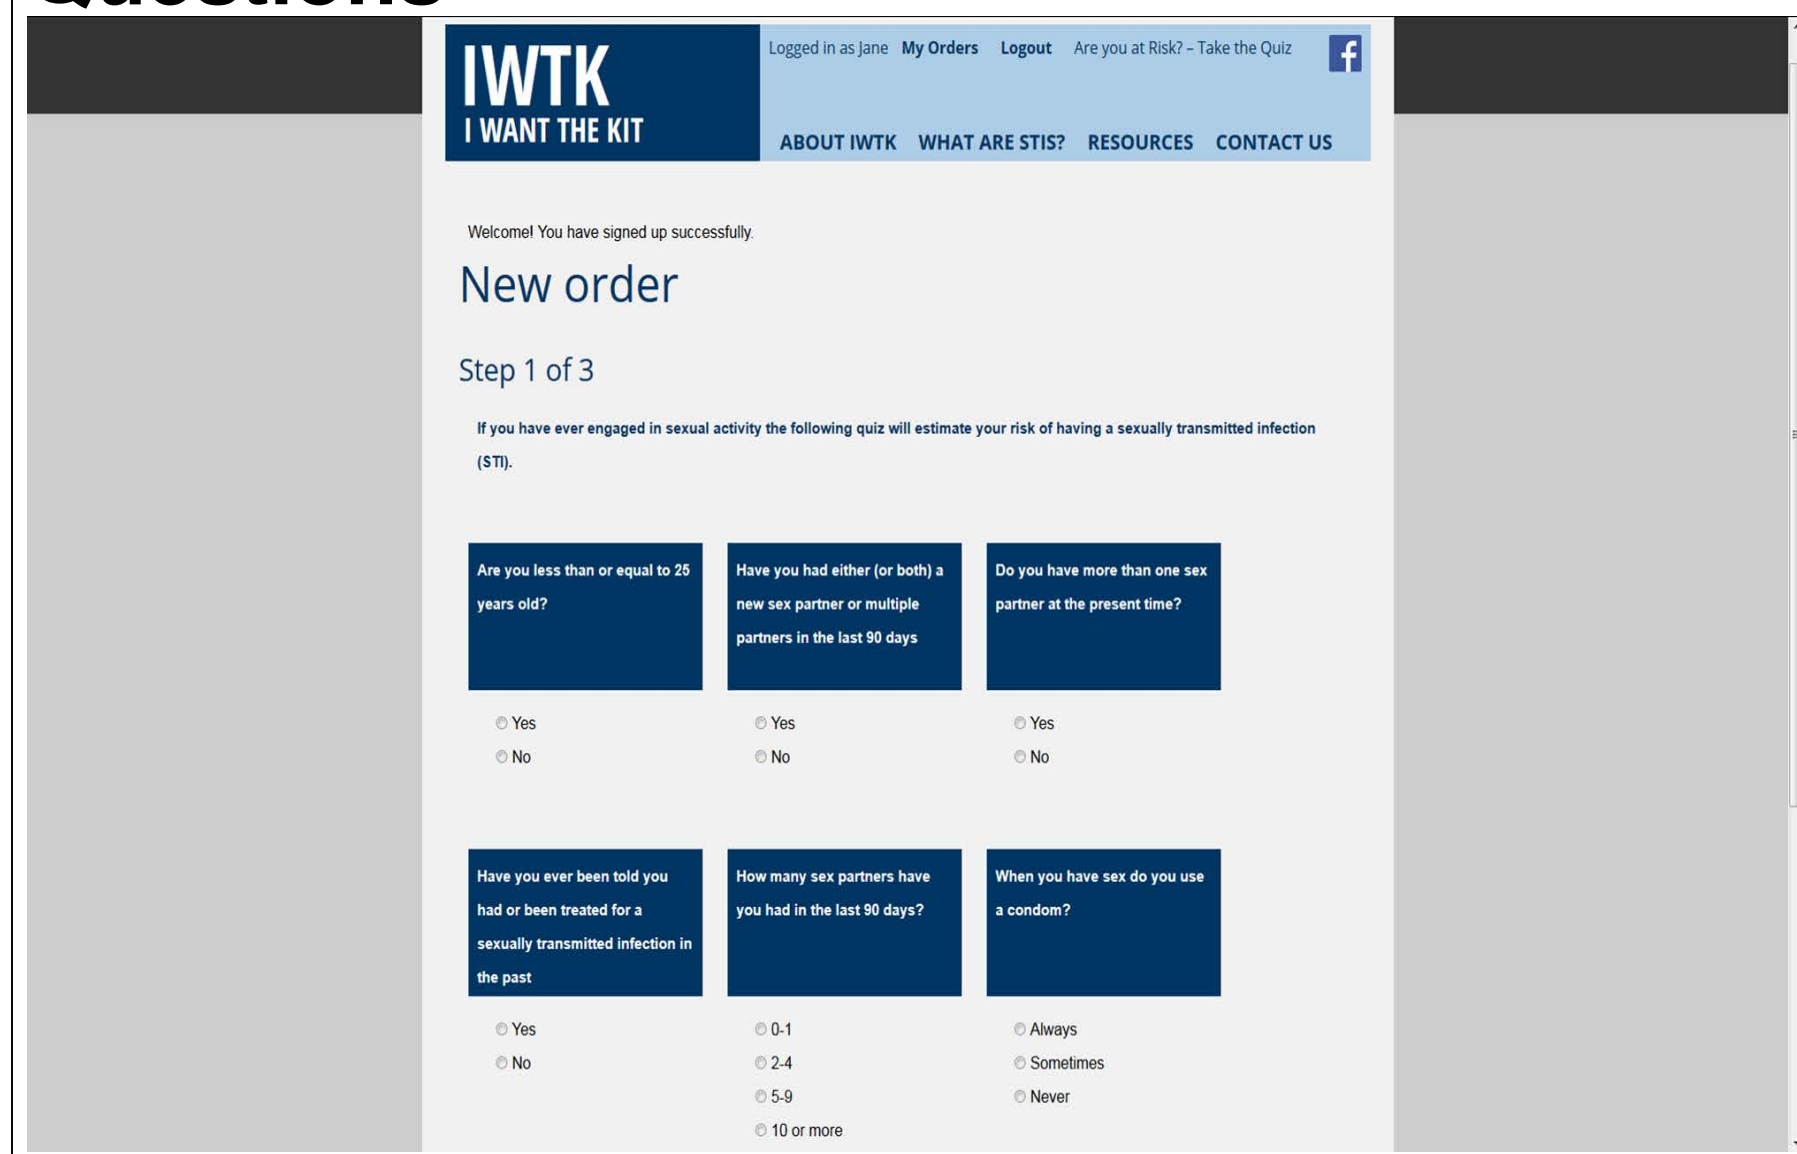 Questions
IWTK
I WANT THE KIT
Logged in as Jane My Orders Logout Are you at Risk? – Take the Quiz
f
ABOUT IWTK WHAT ARE STIS? RESOURCES CONTACT US
Welcome! You have signed up successfully.
New order
Step 1 of 3
If you have ever engaged in sexual activity the following quiz will estimate your risk of having a sexually transmitted infection
(STI).
Are you less than or equal to 25
years old?
Yes
No
Have you had either (or both) a
new sex partner or multiple
partners in the last 90 days
Yes
No
Do you have more than one sex
partner at the present time?
Yes
No
Have you ever been told you
had or been treated for a
sexually transmitted infection in
the past
Yes
No
How many sex partners have
you had in the last 90 days?
0-1
2-4
5-9
10 or more
When you have sex do you use
a condom?
Always
Sometimes
Never